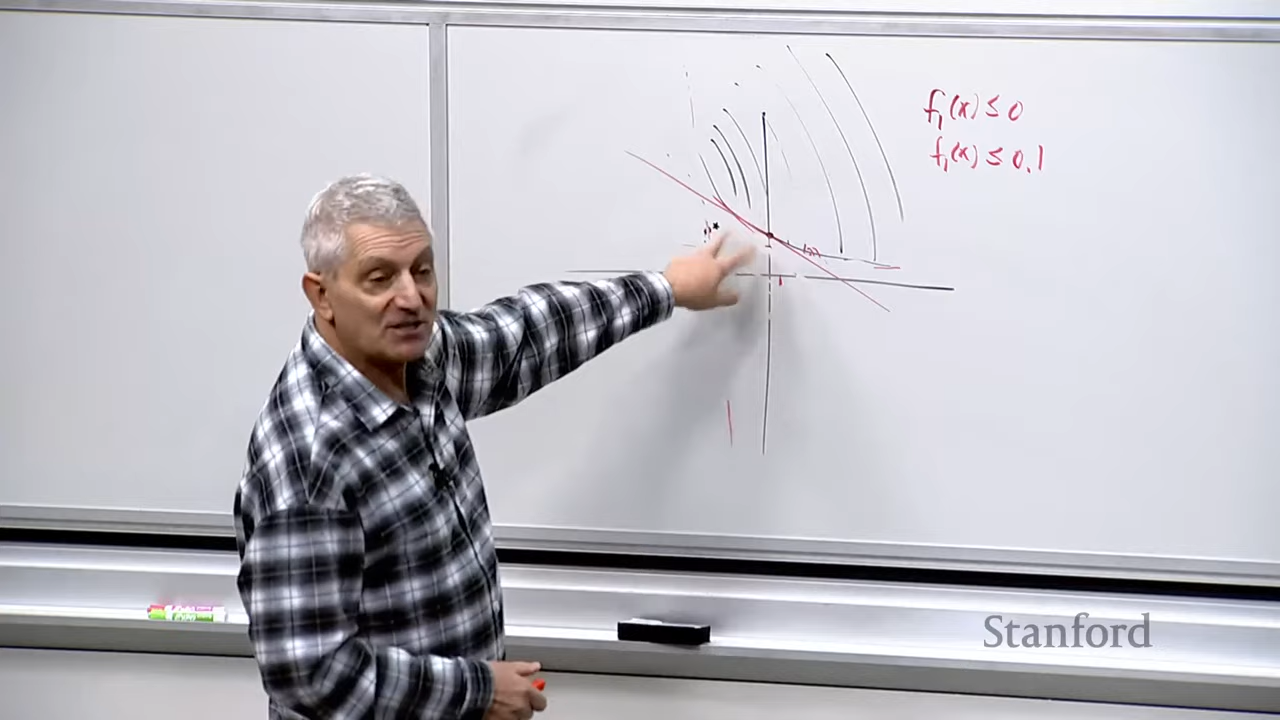 f₁(x) ≤ 0
f₁(x) ≤ 0.1
Stanford